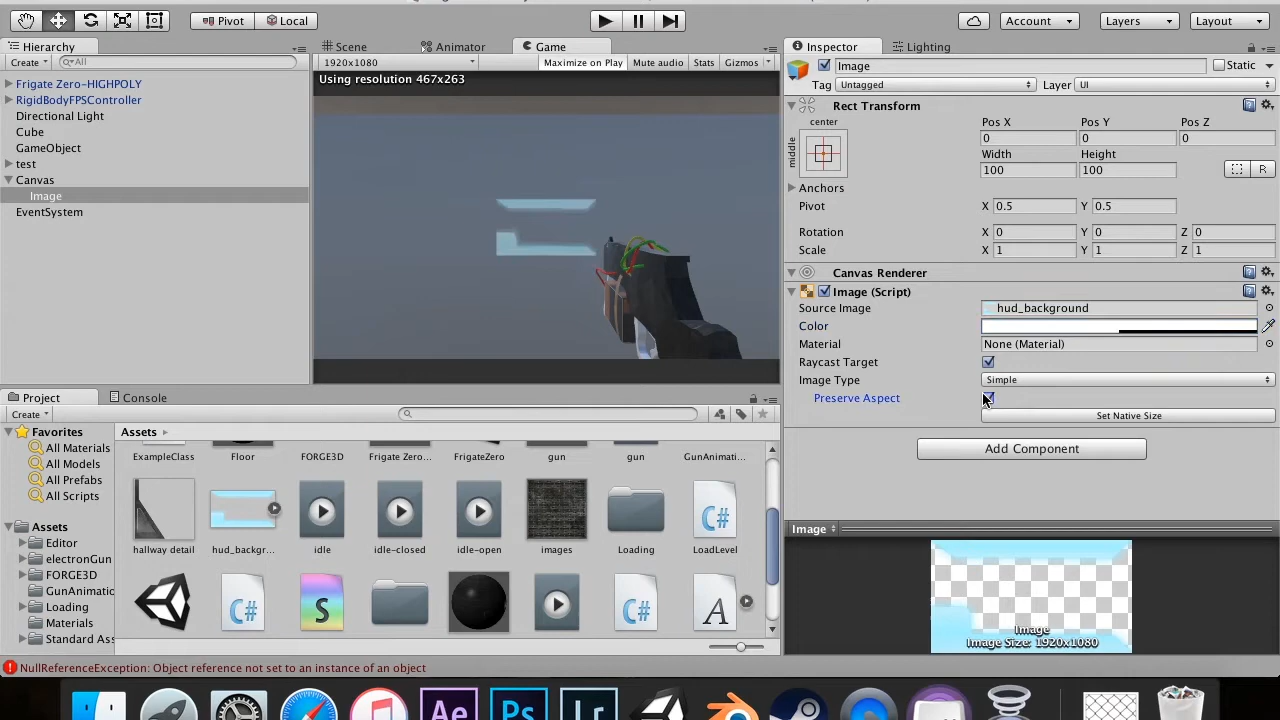 Pivot Local Account Layers Layout
Hierarchy
Create All
Frigate Zero-HIGHPOLY
RigidBodyFPSController
Directional Light
Cube
GameObject
test
Canvas
Image
EventSystem
Scene Animator Game
1920x1080 Maximize on Play Mute audio Stats Gizmos
Using resolution 467x263
Inspector Lighting
Image Static
Tag Untagged Layer UI
Rect Transform
center
middle
Pos X Pos Y Pos Z
0 0 0
Width Height
100 100
R
Anchors
Pivot X 0.5 Y 0.5
Rotation X 0 Y 0 Z 0
Scale X 1 Y 1 Z 1
Canvas Renderer
Image (Script)
Source Image hud_background
Color
Material None (Material)
Raycast Target
Image Type Simple
Preserve Aspect
Set Native Size
Add Component
Image
Image
Image Size: 1920x1080
Project Console
Create
Favorites
All Materials
All Models
All Prefabs
All Scripts
Assets
Editor
electronGun
FORGE3D
GunAnimatic
Loading
Materials
Standard Ass
Assets
ExampleClass Floor FORGE3D Frigate Zero... FrigateZero gun gun GunAnimati...
hallway detail hud_backgr... idle idle-closed idle-open images Loading LoadLevel
C#
C# S C# A
NullReferenceException: Object reference not set to an instance of an object
Ae Ps Lr